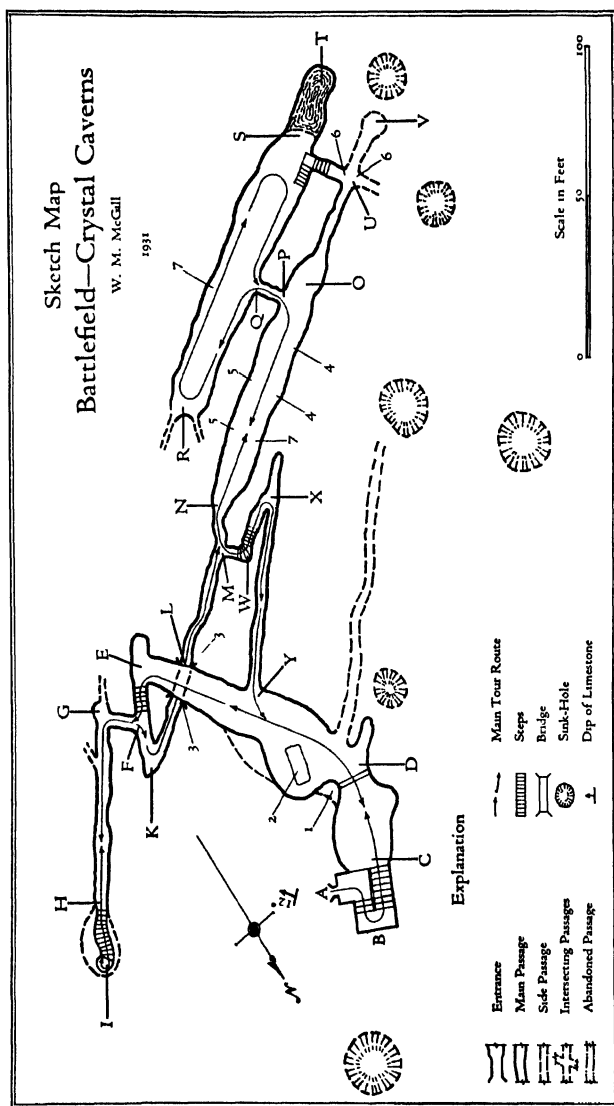 Sketch Map
Battlefield—Crystal Caverns
W. M. McGill
1931
I
H
G
F
E
K
L
3
3
A
B
C
D
1
2
Y
N
M
W
X
R
7
Q
P
S
T
5
5
7
4
4
O
U
6
6
V
N
Explanation
Entrance
Main Passage
Side Passage
Intersecting Passages
Abandoned Passage
Main Tour Route
Steps
Bridge
Sink-Hole
Dip of Limestone
0 50 100
Scale in Feet